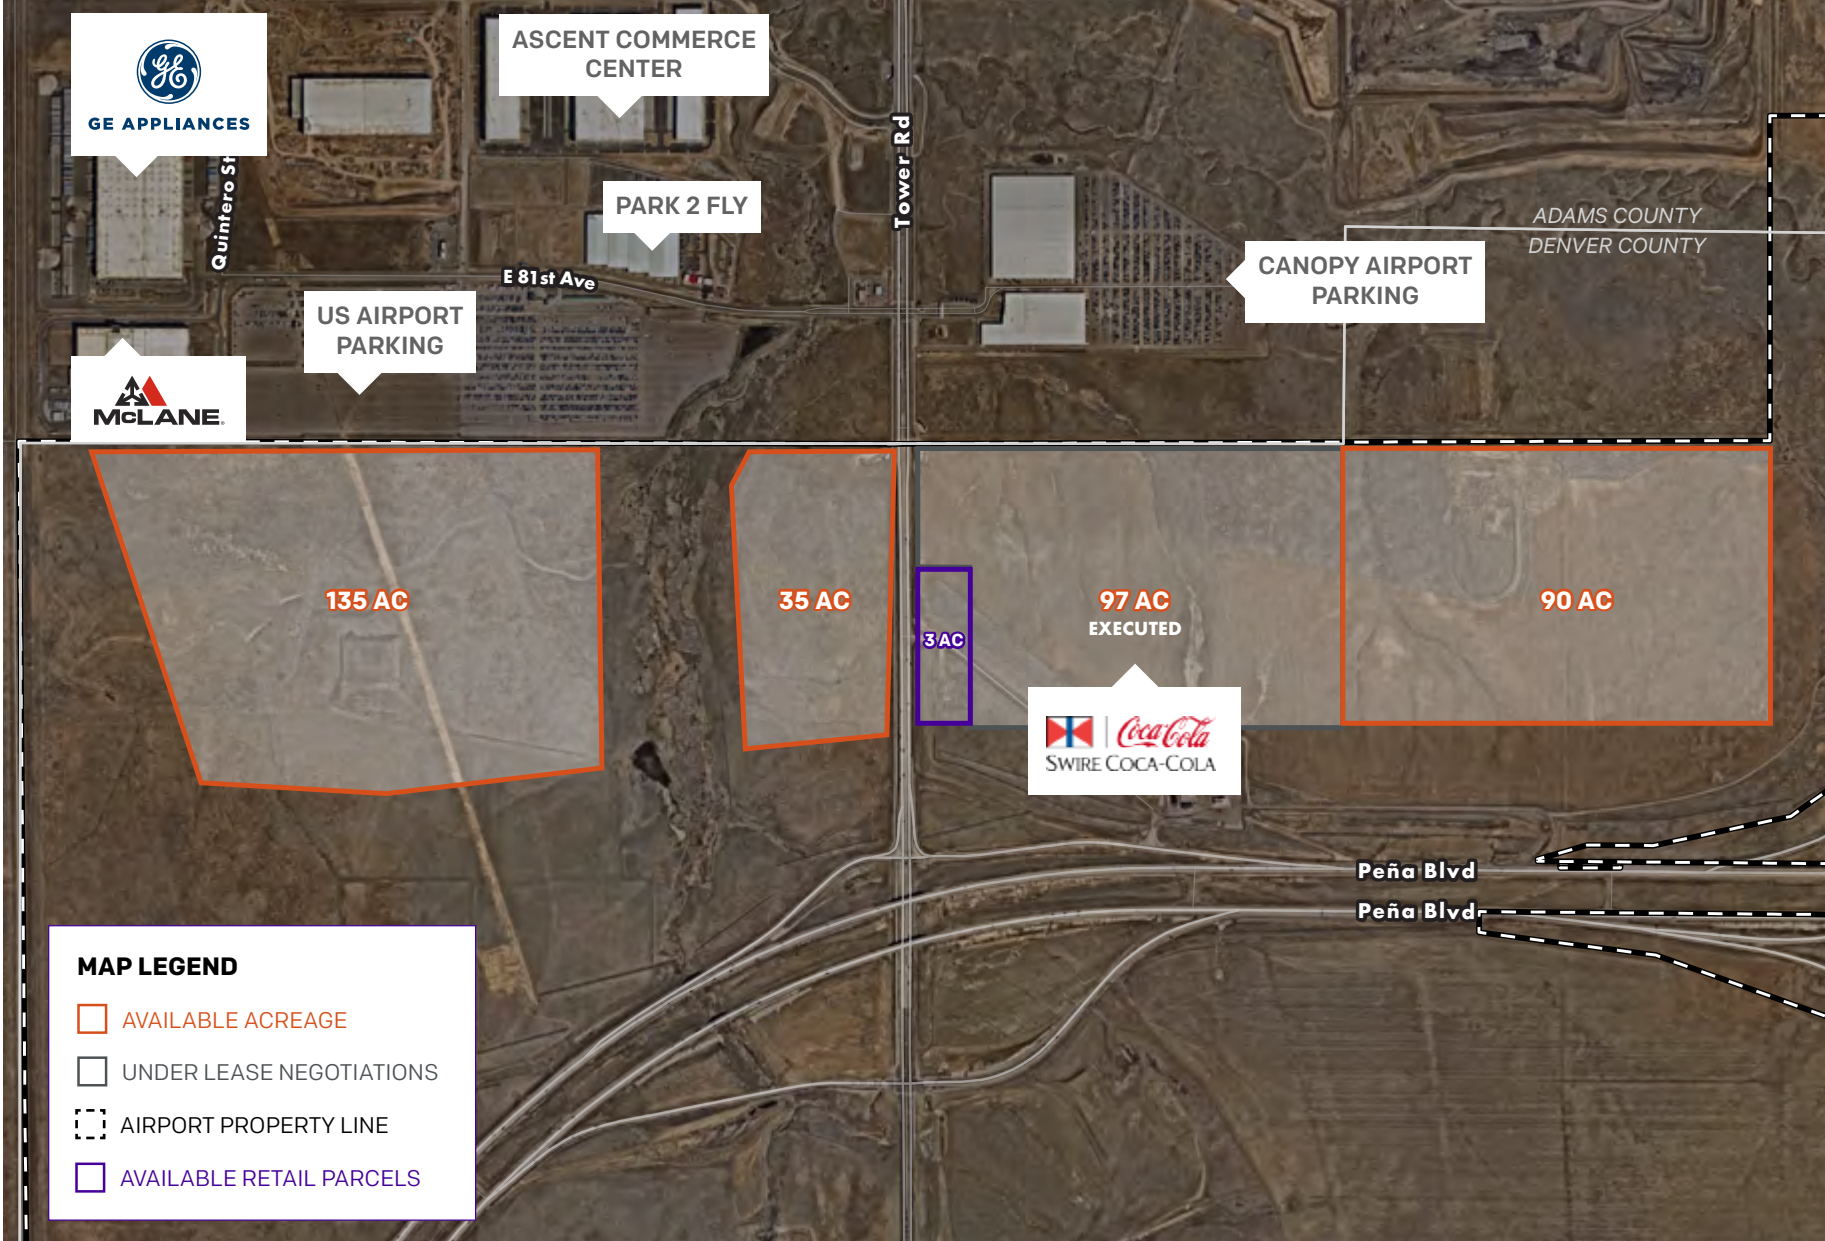 GE
GE APPLIANCES
ASCENT COMMERCE
CENTER
Tower Rd
Quintero St
PARK 2 FLY
ADAMS COUNTY
DENVER COUNTY
E 81st Ave
CANOPY AIRPORT
PARKING
US AIRPORT
PARKING
McLANE
135 AC
35 AC
3 AC
97 AC
EXECUTED
90 AC
Coca-Cola
SWIRE COCA-COLA
Peña Blvd
Peña Blvd
MAP LEGEND
AVAILABLE ACREAGE
UNDER LEASE NEGOTIATIONS
AIRPORT PROPERTY LINE
AVAILABLE RETAIL PARCELS